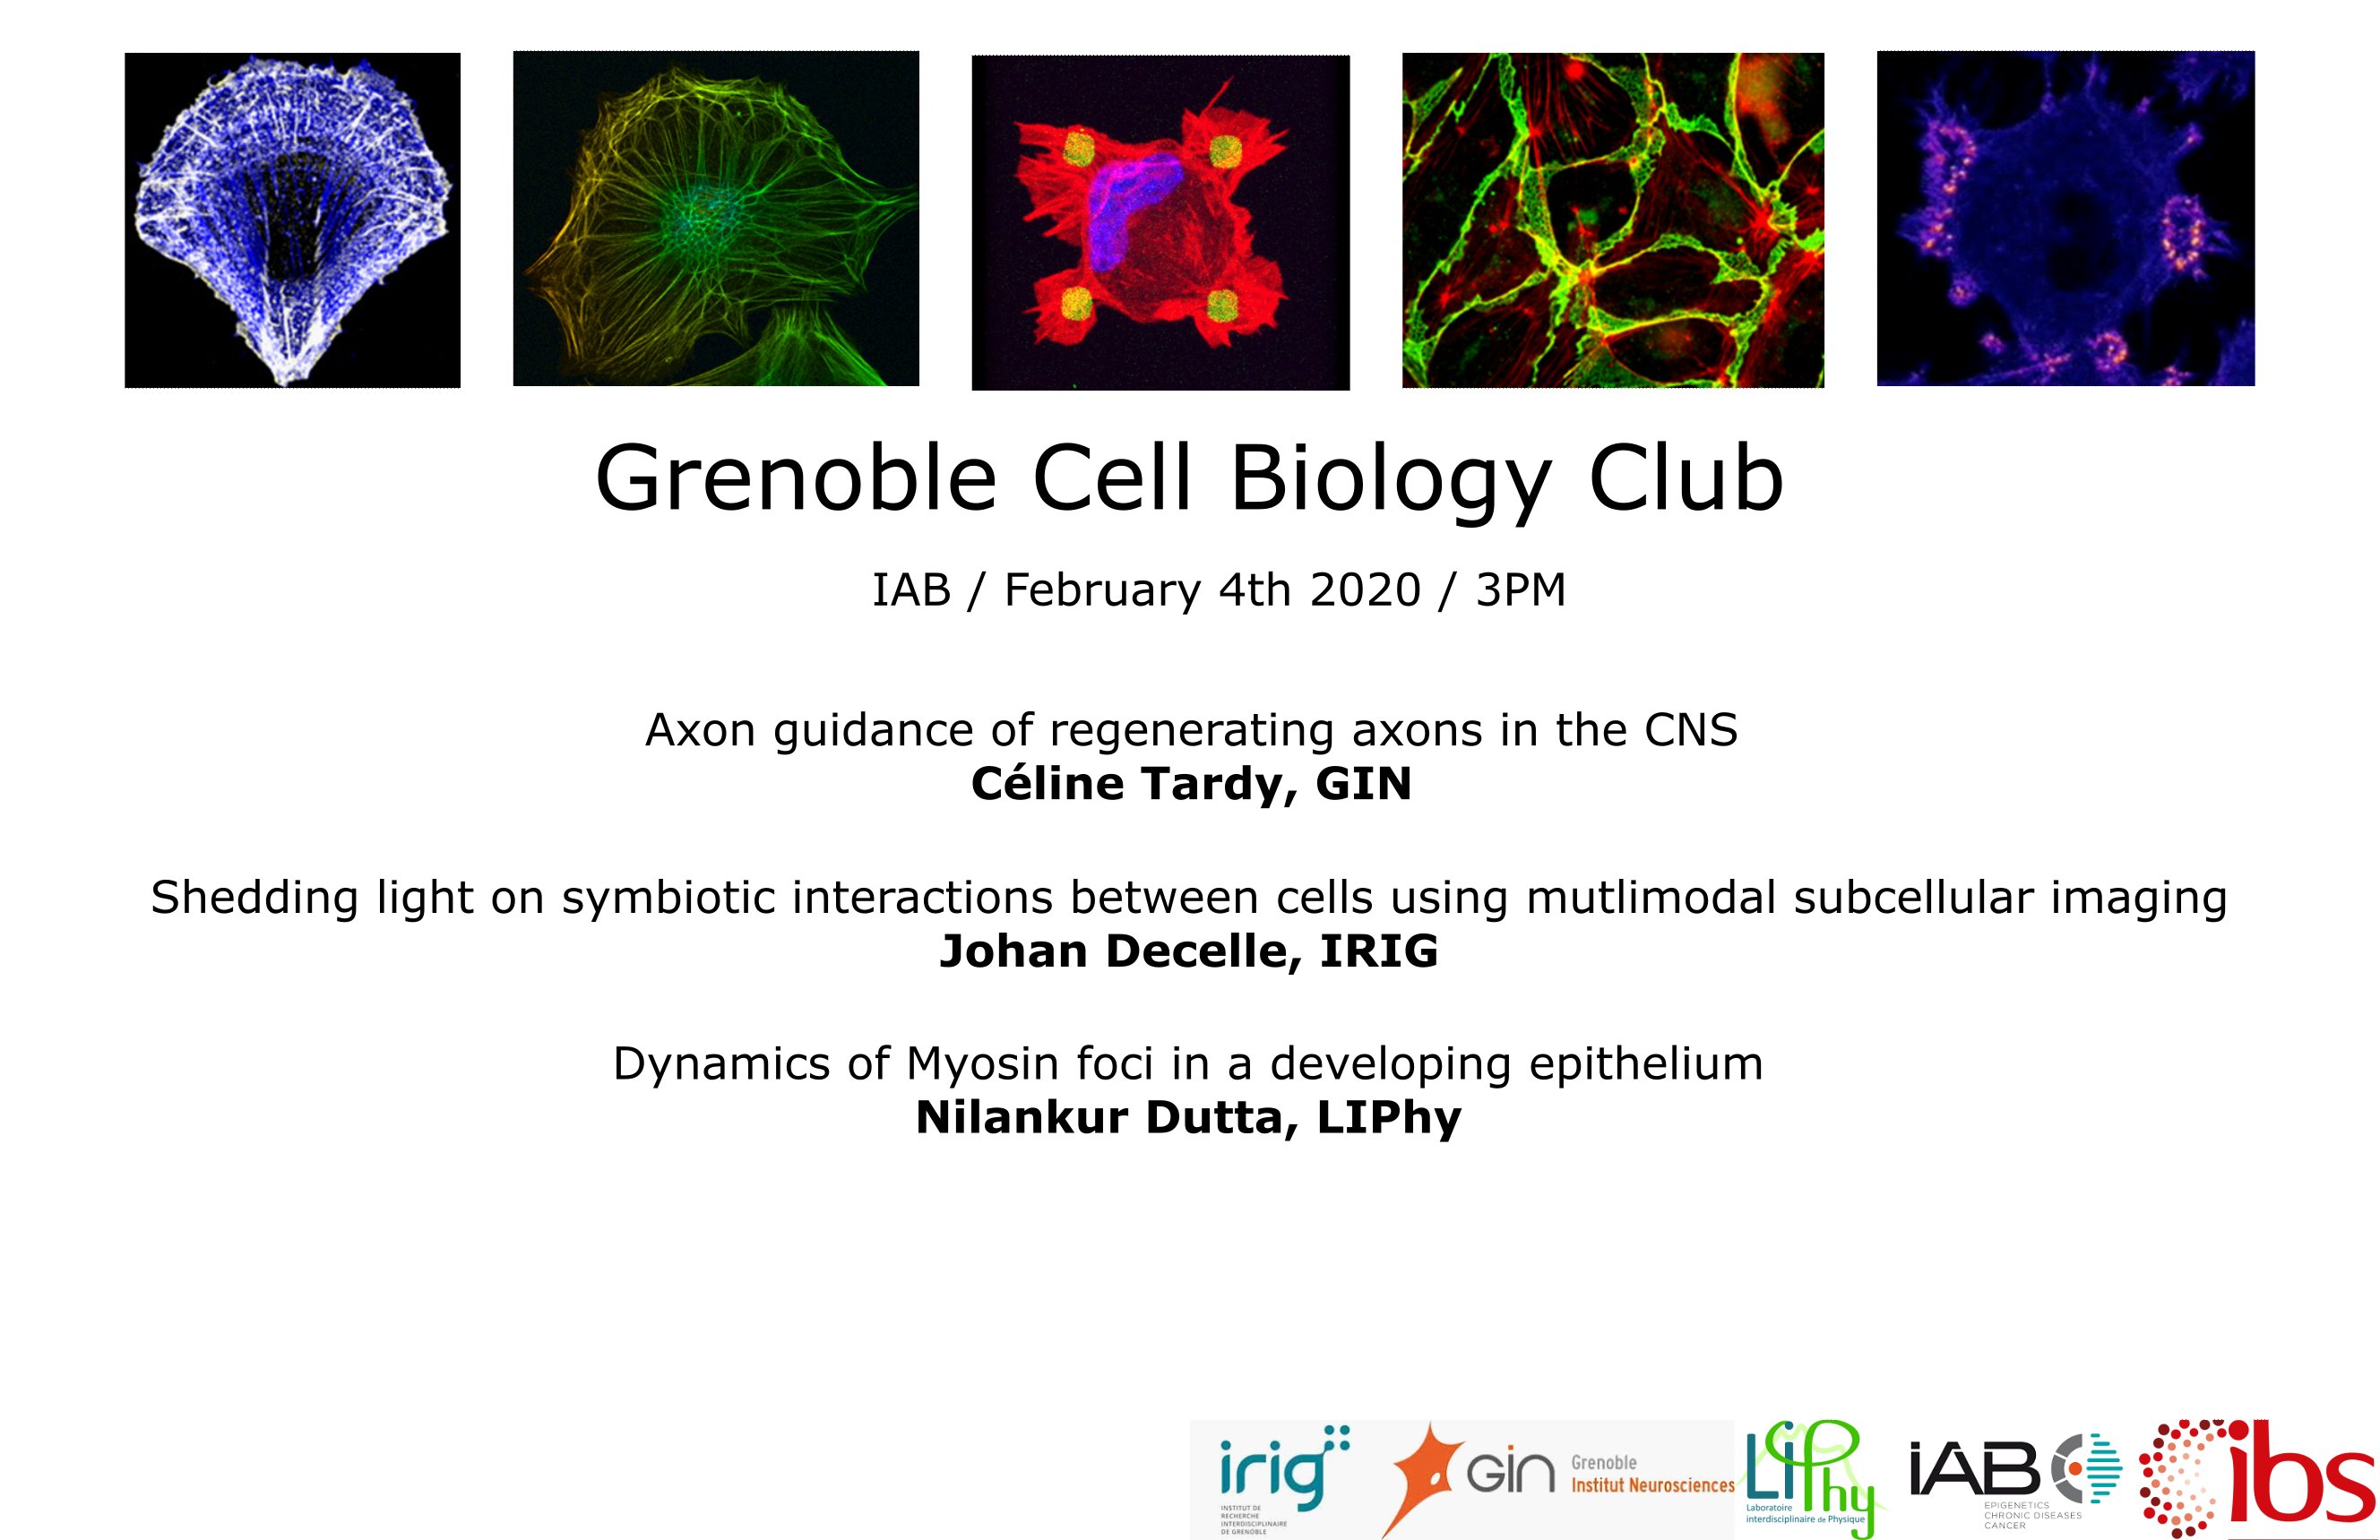 Grenoble Cell Biology Club
IAB / February 4th 2020 / 3PM
Axon guidance of regenerating axons in the CNS
Céline Tardy, GIN
Shedding light on symbiotic interactions between cells using mutlimodal subcellular imaging
Johan Decelle, IRIG
Dynamics of Myosin foci in a developing epithelium
Nilankur Dutta, LIPhy
irig
INSTITUT DE
RECHERCHE
INTERDISCIPLINAIRE
DE GRENOBLE
GIN
Grenoble
Institut Neurosciences
LiPhy
Laboratoire
interdisciplinaire de Physique
iAB
EPIGENETICS
CHRONIC DISEASES
CANCER
ibs